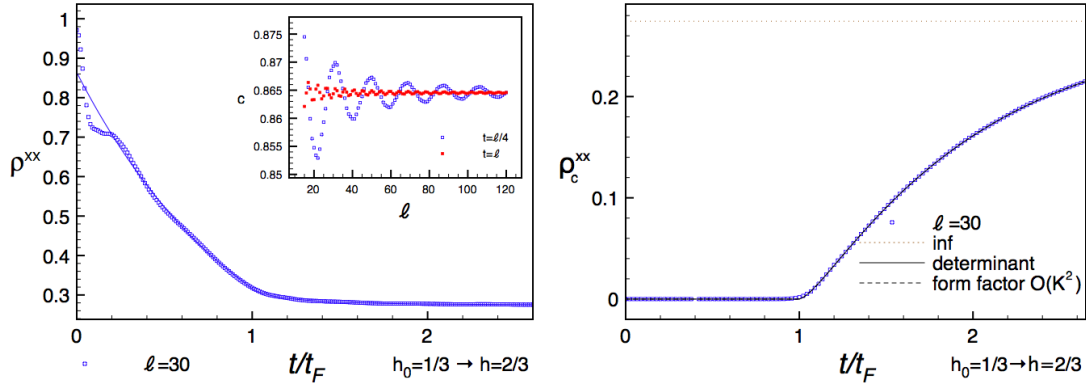 1
0.9
0.8
0.7
0.6
0.5
0.4
0.3
ρ^xx
0
1
2
t/t_F
ℓ=30
h_0=1/3 → h=2/3
0.875
0.87
0.865
0.86
0.855
0.85
c
20
40
60
80
100
120
ℓ
t=ℓ/4
t=ℓ
0.2
0.1
0
ρ_c^xx
0
1
2
t/t_F
h_0=1/3→h=2/3
ℓ=30
inf
determinant
form factor O(K^2)